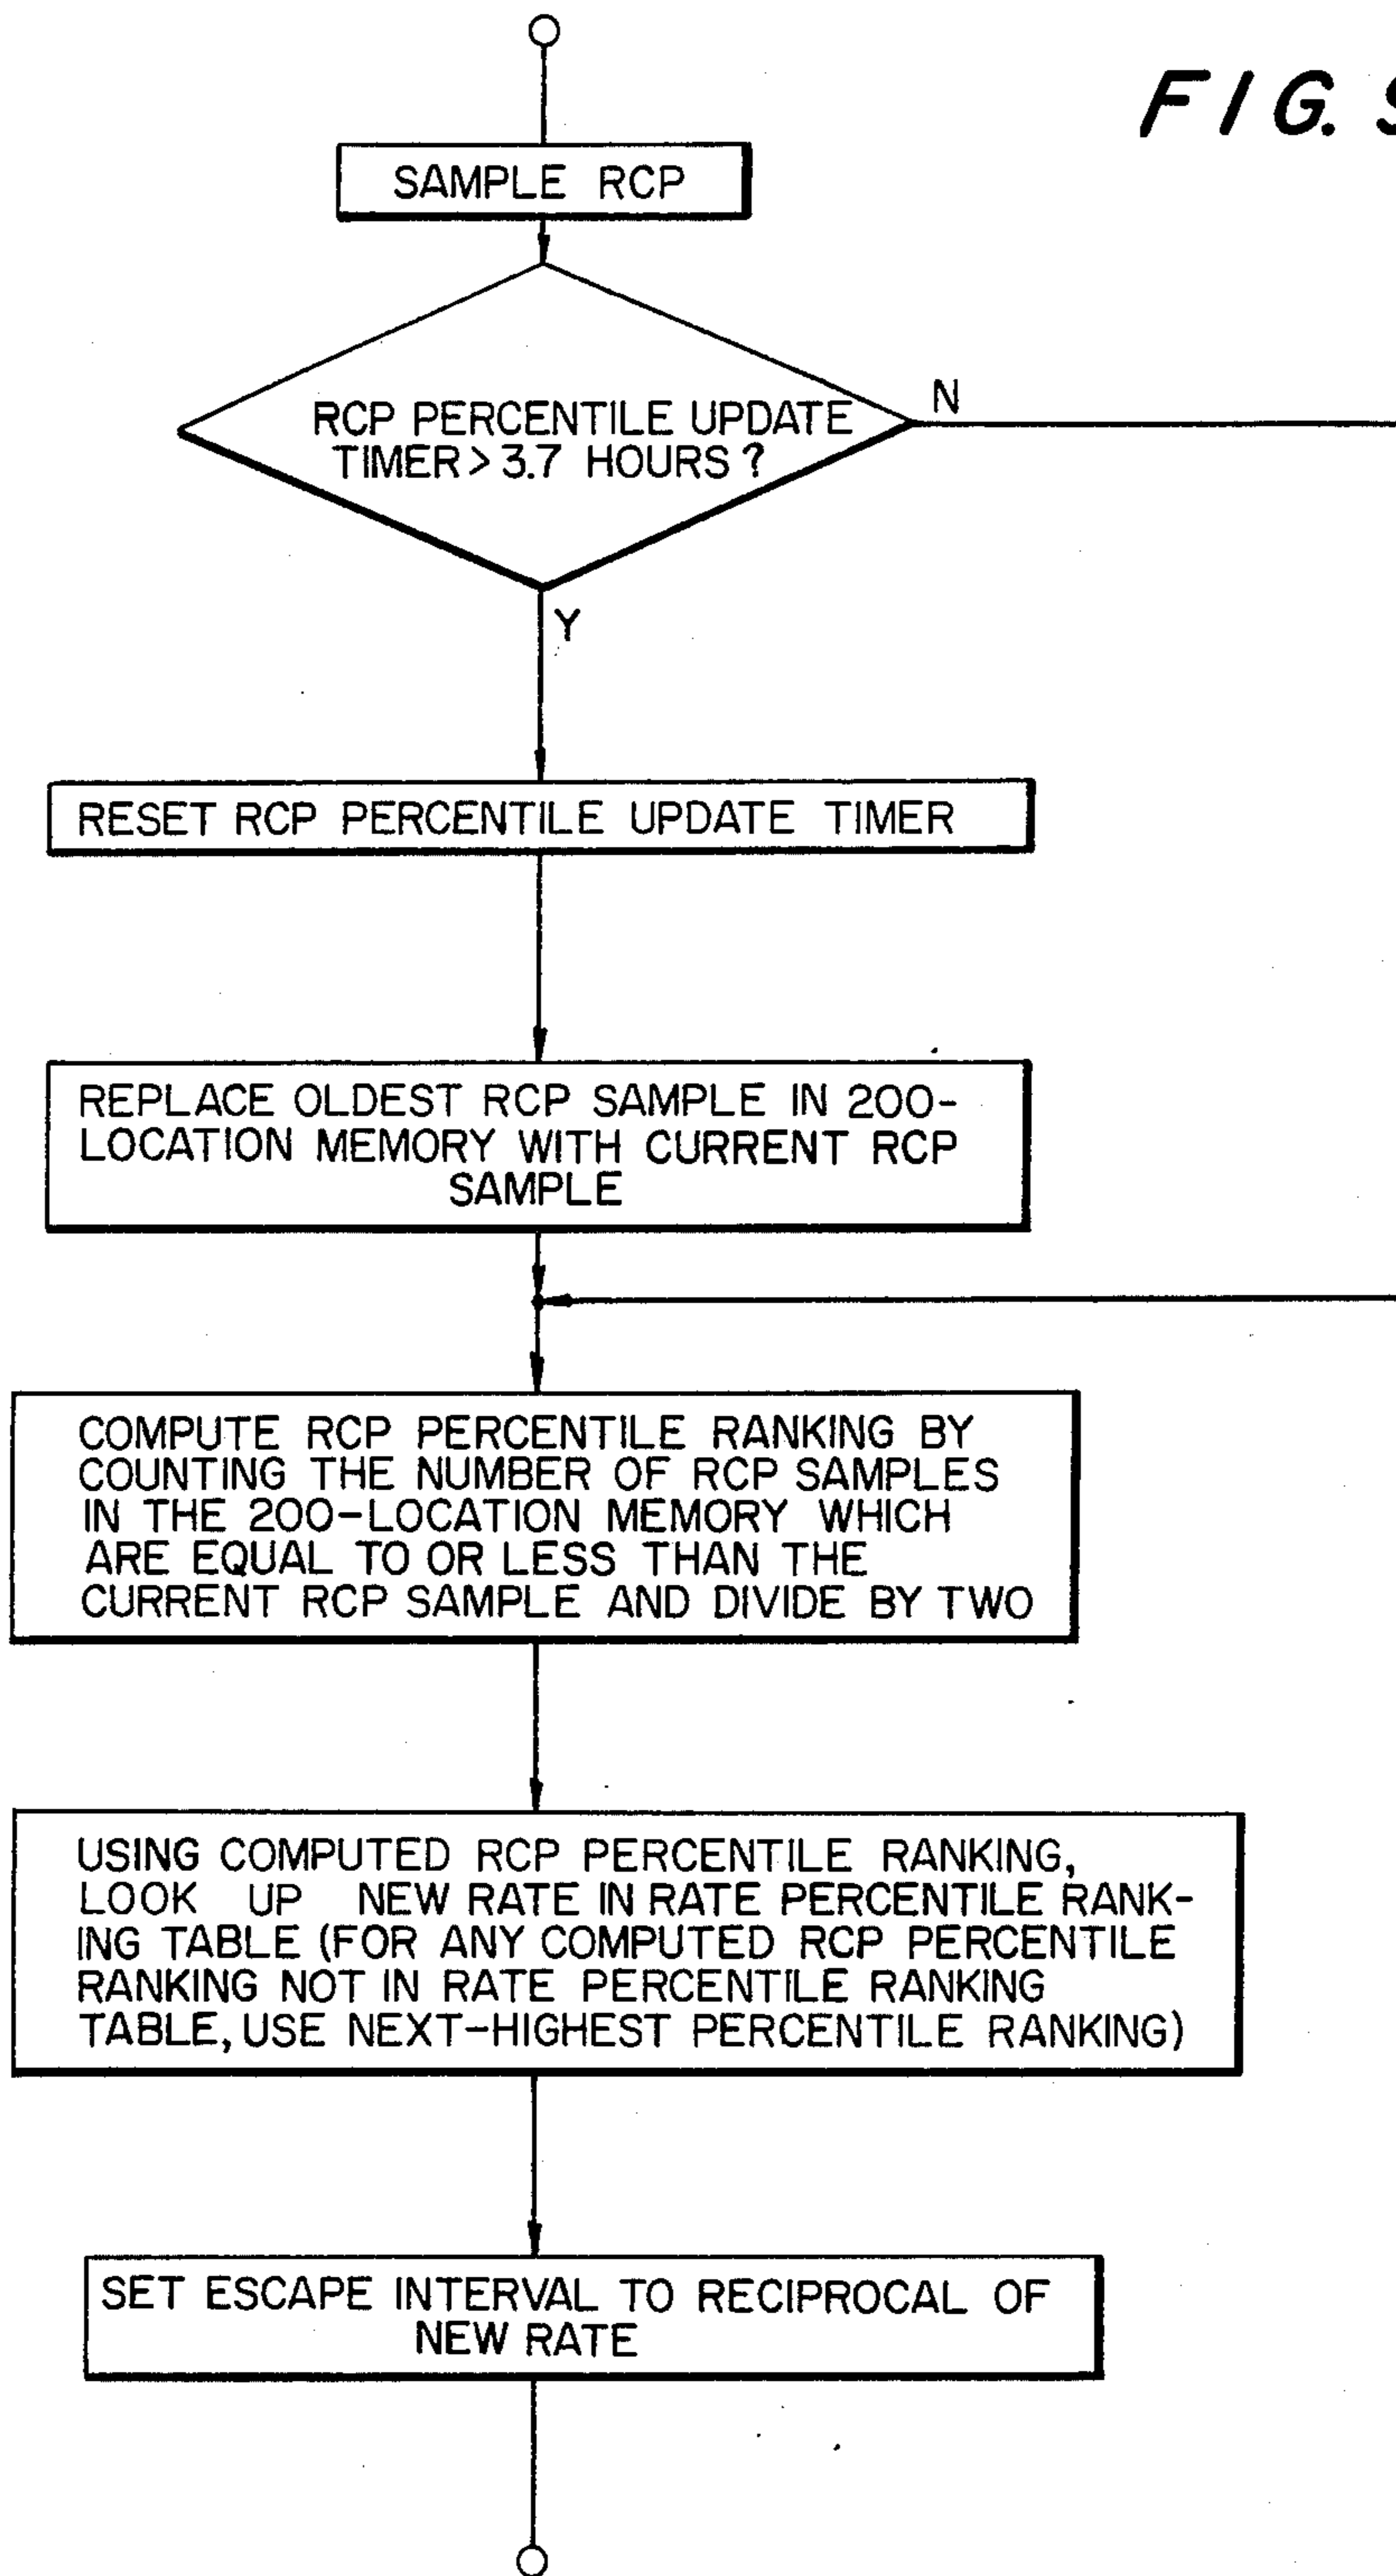 FIG.
SAMPLE RCP
RCP PERCENTILE UPDATE
TIMER > 3.7 HOURS ?
N
Y
RESET RCP PERCENTILE UPDATE TIMER
REPLACE OLDEST RCP SAMPLE IN 200-
LOCATION MEMORY WITH CURRENT RCP
SAMPLE
COMPUTE RCP PERCENTILE RANKING BY
COUNTING THE NUMBER OF RCP SAMPLES
IN THE 200-LOCATION MEMORY WHICH
ARE EQUAL TO OR LESS THAN THE
CURRENT RCP SAMPLE AND DIVIDE BY TWO
USING COMPUTED RCP PERCENTILE RANKING,
LOOK UP NEW RATE IN RATE PERCENTILE RANK-
ING TABLE (FOR ANY COMPUTED RCP PERCENTILE
RANKING NOT IN RATE PERCENTILE RANKING
TABLE, USE NEXT-HIGHEST PERCENTILE RANKING)
SET ESCAPE INTERVAL TO RECIPROCAL OF
NEW RATE